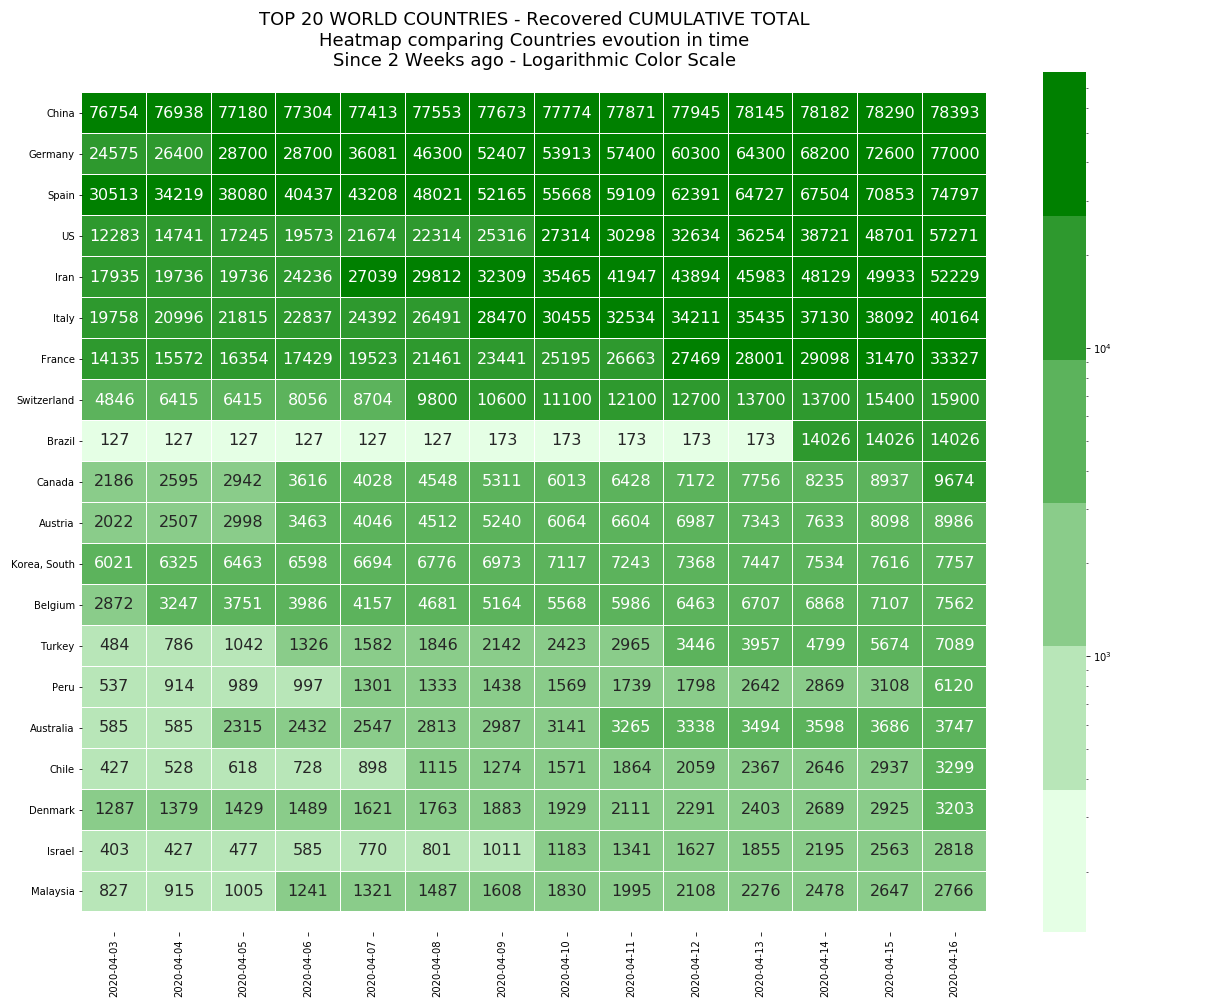 TOP 20 WORLD COUNTRIES - Recovered CUMULATIVE TOTAL
Heatmap comparing Countries evoution in time
Since 2 Weeks ago - Logarithmic Color Scale
China 76754 76938 77180 77304 77413 77553 77673 77774 77871 77945 78145 78182 78290 78393
Germany 24575 26400 28700 28700 36081 46300 52407 53913 57400 60300 64300 68200 72600 77000
Spain 30513 34219 38080 40437 43208 48021 52165 55668 59109 62391 64727 67504 70853 74797
US 12283 14741 17245 19573 21674 22314 25316 27314 30298 32634 36254 38721 48701 57271
Iran 17935 19736 19736 24236 27039 29812 32309 35465 41947 43894 45983 48129 49933 52229
Italy 19758 20996 21815 22837 24392 26491 28470 30455 32534 34211 35435 37130 38092 40164
France 14135 15572 16354 17429 19523 21461 23441 25195 26663 27469 28001 29098 31470 33327
Switzerland 4846 6415 6415 8056 8704 9800 10600 11100 12100 12700 13700 13700 15400 15900
Brazil 127 127 127 127 127 127 173 173 173 173 173 14026 14026 14026
Canada 2186 2595 2942 3616 4028 4548 5311 6013 6428 7172 7756 8235 8937 9674
Austria 2022 2507 2998 3463 4046 4512 5240 6064 6604 6987 7343 7633 8098 8986
Korea, South 6021 6325 6463 6598 6694 6776 6973 7117 7243 7368 7447 7534 7616 7757
Belgium 2872 3247 3751 3986 4157 4681 5164 5568 5986 6463 6707 6868 7107 7562
Turkey 484 786 1042 1326 1582 1846 2142 2423 2965 3446 3957 4799 5674 7089
Peru 537 914 989 997 1301 1333 1438 1569 1739 1798 2642 2869 3108 6120
Australia 585 585 2315 2432 2547 2813 2987 3141 3265 3338 3494 3598 3686 3747
Chile 427 528 618 728 898 1115 1274 1571 1864 2059 2367 2646 2937 3299
Denmark 1287 1379 1429 1489 1621 1763 1883 1929 2111 2291 2403 2689 2925 3203
Israel 403 427 477 585 770 801 1011 1183 1341 1627 1855 2195 2563 2818
Malaysia 827 915 1005 1241 1321 1487 1608 1830 1995 2108 2276 2478 2647 2766
2020-04-03 2020-04-04 2020-04-05 2020-04-06 2020-04-07 2020-04-08 2020-04-09 2020-04-10 2020-04-11 2020-04-12 2020-04-13 2020-04-14 2020-04-15 2020-04-16
10⁴
10³